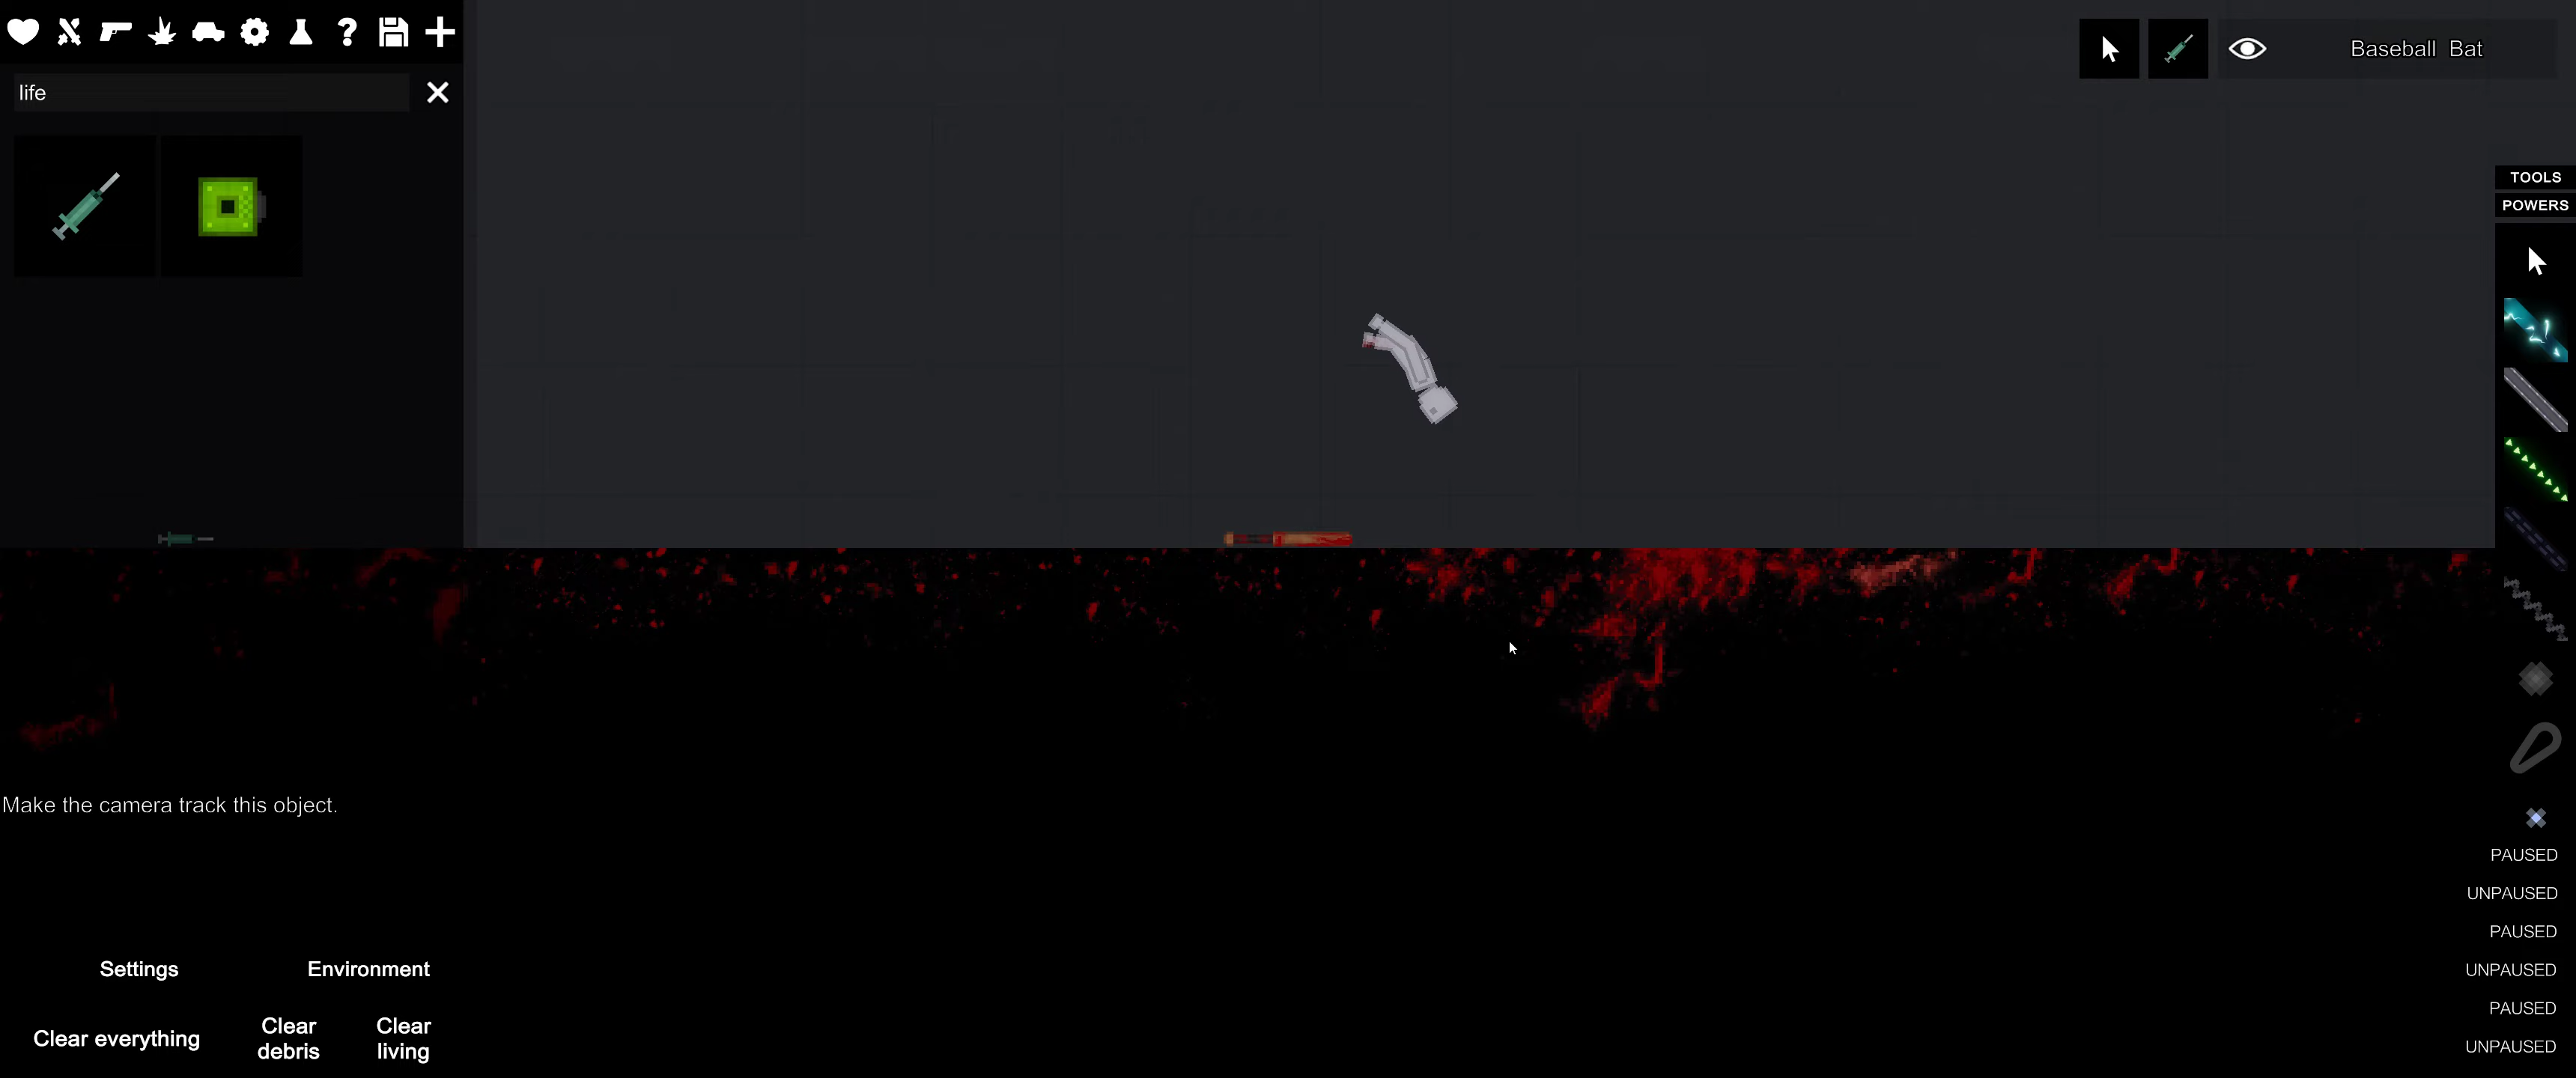 life
Baseball Bat
TOOLS
POWERS
Make the camera track this object.
PAUSED
UNPAUSED
PAUSED
UNPAUSED
PAUSED
UNPAUSED
Settings
Environment
Clear everything
Clear
debris
Clear
living